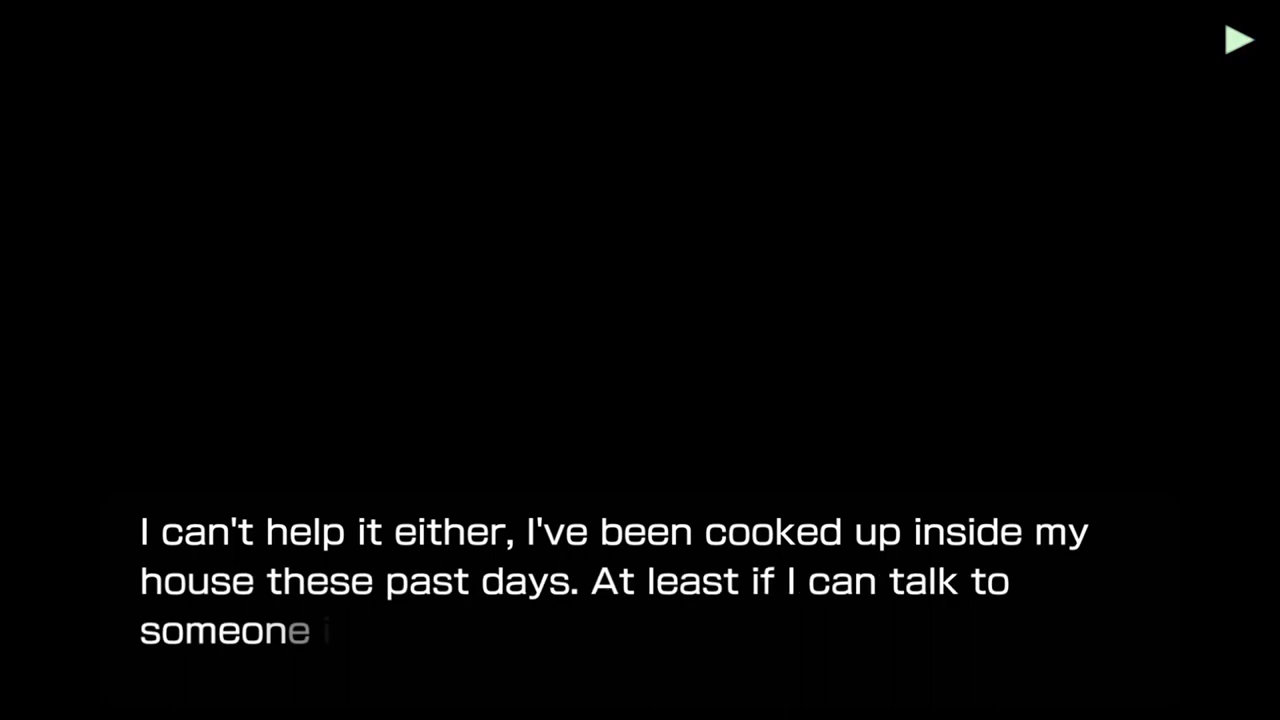 I can't help it either, I've been cooked up inside my
house these past days. At least if I can talk to
someone i